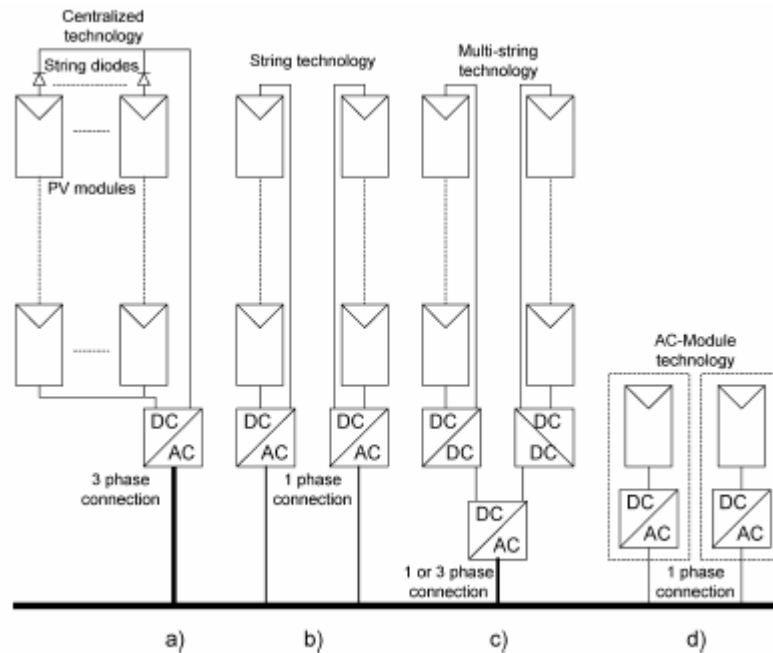 Centralized
technology
String diodes
PV modules
DC
AC
3 phase
connection
a)
String technology
DC
AC
DC
AC
1 phase
connection
b)
Multi-string
technology
DC
DC
DC
DC
DC
AC
1 or 3 phase
connection
c)
AC-Module
technology
DC
AC
DC
AC
1 phase
connection
d)